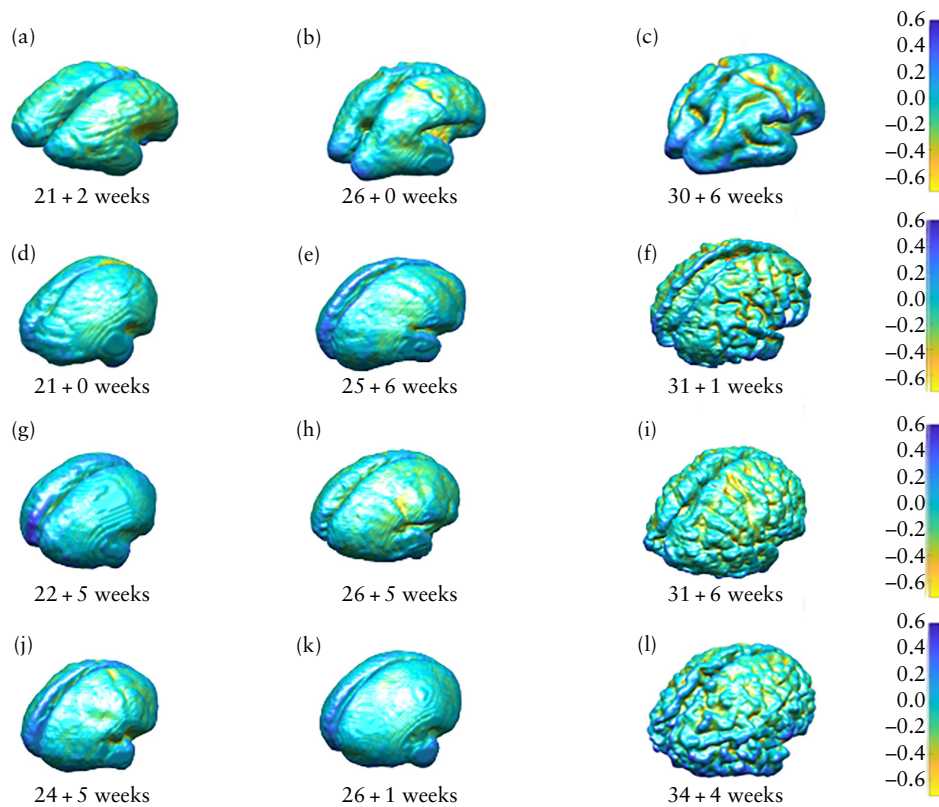 (a)
(b)
(c)
0.6
0.4
0.2
0.0
−0.2
−0.4
−0.6
21 + 2 weeks
26 + 0 weeks
30 + 6 weeks
(d)
(e)
(f)
0.6
0.4
0.2
0.0
−0.2
−0.4
−0.6
21 + 0 weeks
25 + 6 weeks
31 + 1 weeks
(g)
(h)
(i)
0.6
0.4
0.2
0.0
−0.2
−0.4
−0.6
22 + 5 weeks
26 + 5 weeks
31 + 6 weeks
(j)
(k)
(l)
0.6
0.4
0.2
0.0
−0.2
−0.4
−0.6
24 + 5 weeks
26 + 1 weeks
34 + 4 weeks